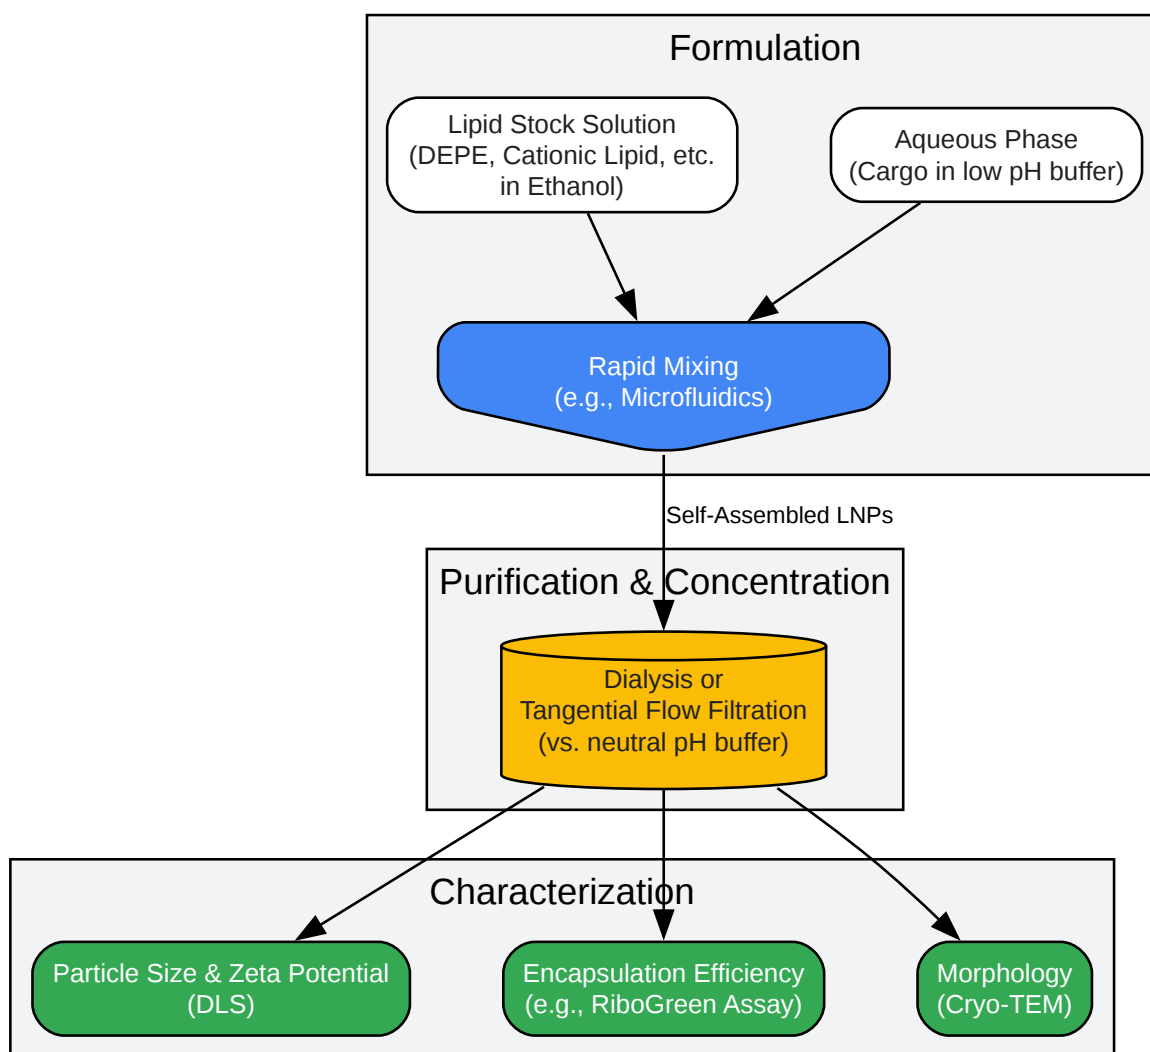 Formulation
Lipid Stock Solution
(DEPE, Cationic Lipid, etc.
in Ethanol)
Aqueous Phase
(Cargo in low pH buffer)
Rapid Mixing
(e.g., Microfluidics)
Self-Assembled LNPs
Purification & Concentration
Dialysis or
Tangential Flow Filtration
(vs. neutral pH buffer)
Characterization
Particle Size & Zeta Potential
(DLS)
Encapsulation Efficiency
(e.g., RiboGreen Assay)
Morphology
(Cryo-TEM)